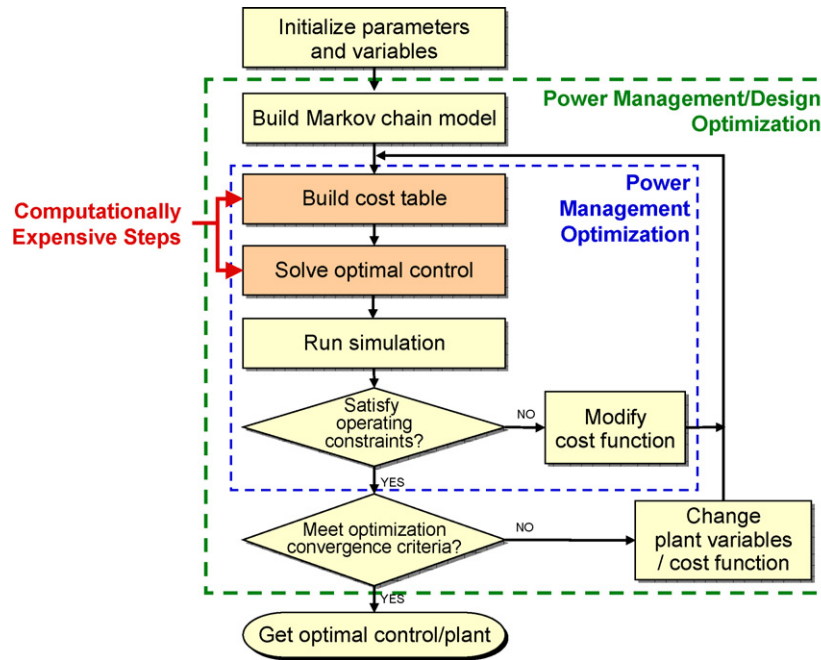 Initialize parameters
and variables
Power Management/Design
Optimization
Build Markov chain model
Power
Management
Optimization
Build cost table
Computationally
Expensive Steps
Solve optimal control
Run simulation
Satisfy
operating
constraints?
NO
Modify
cost function
YES
Meet optimization
convergence criteria?
NO
Change
plant variables
/ cost function
YES
Get optimal control/plant